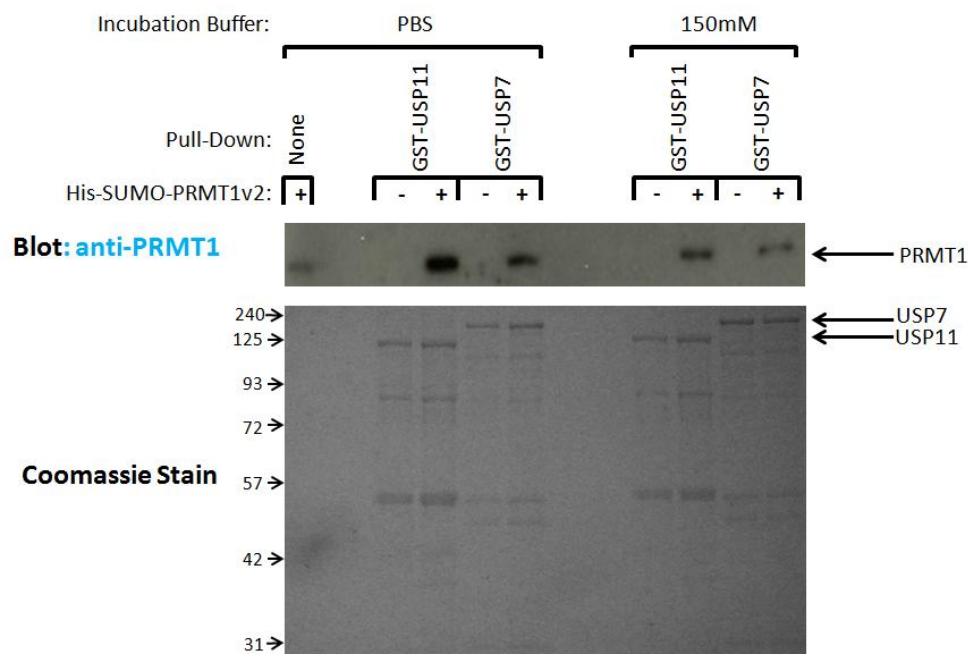 Incubation Buffer: PBS 150mM
Pull-Down: None GST-USP11 GST-USP7 GST-USP11 GST-USP7
His-SUMO-PRMT1v2: + - + - + - + - +
Blot: anti-PRMT1 PRMT1
240 USP7
125 USP11
93
72
Coomassie Stain
57
42
31